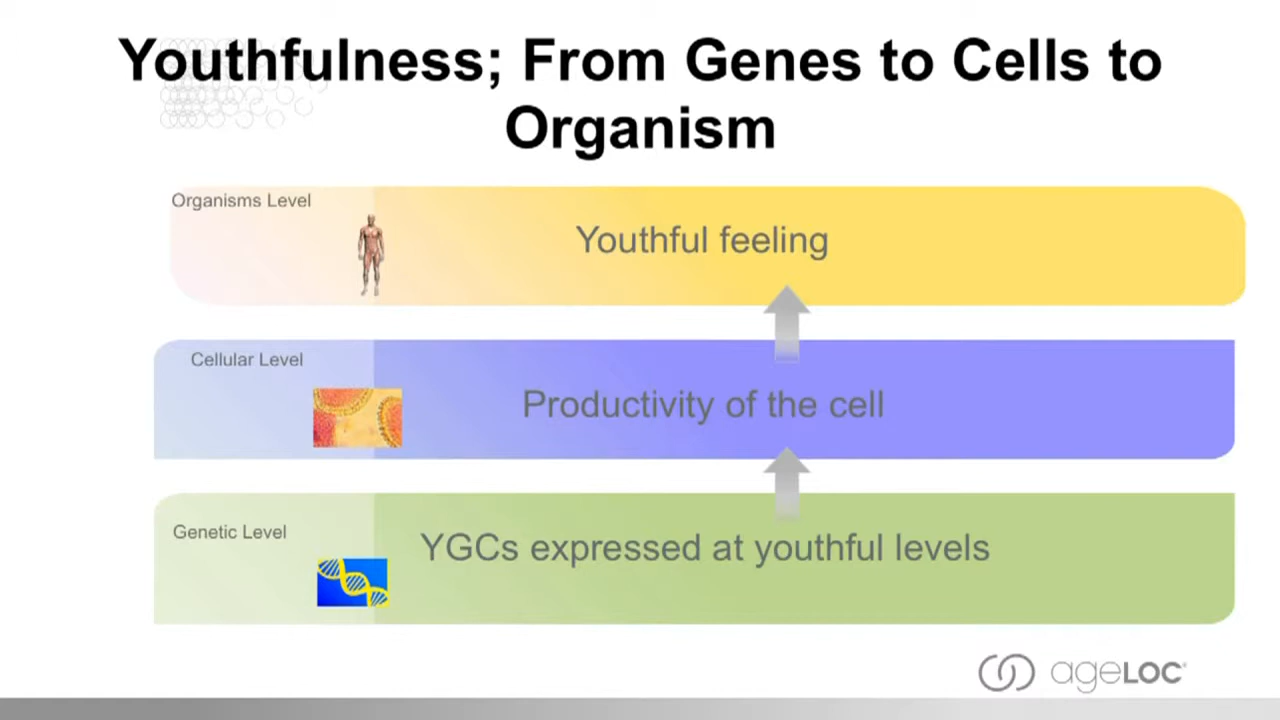 Youthfulness; From Genes to Cells to
Organism
Organisms Level
Youthful feeling
Cellular Level
Productivity of the cell
Genetic Level
YGCs expressed at youthful levels
ageLOC®